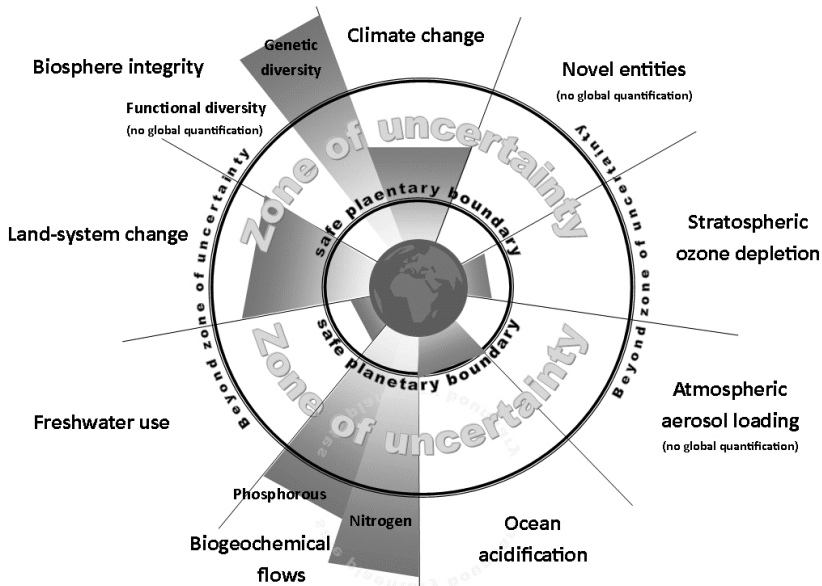 Climate change
Genetic
diversity
Biosphere integrity
Novel entities
(no global quantification)
Functional diversity
(no global quantification)
Zone of uncertainty
Beyond zone of uncertainty
Beyond zone of uncertainty
safe plaentary boundary
Land-system change
Stratospheric
ozone depletion
safe planetary boundary
Zone of uncertainty
Freshwater use
Atmospheric
aerosol loading
(no global quantification)
Phosphorous
Nitrogen
Biogeochemical
flows
Ocean
acidification